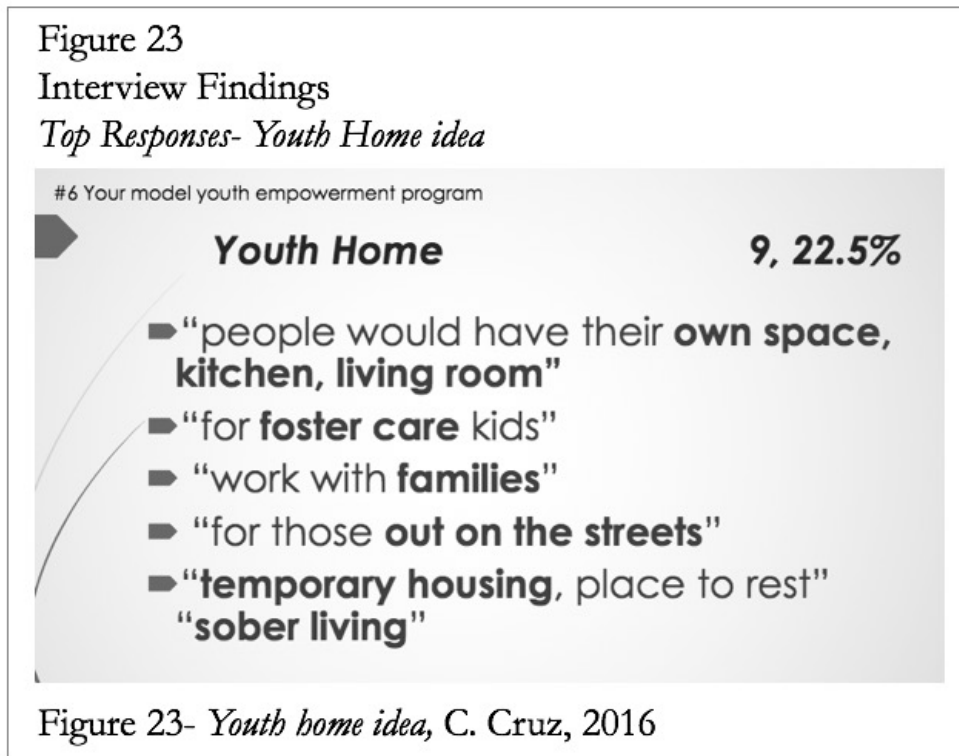 Figure 23
Interview Findings
Top Responses- Youth Home idea
#6 Your model youth empowerment program
Youth Home 9, 22.5%
“people would have their own space,
kitchen, living room”
“for foster care kids”
“work with families”
“for those out on the streets”
“temporary housing, place to rest”
“sober living”
Figure 23- Youth home idea, C. Cruz, 2016